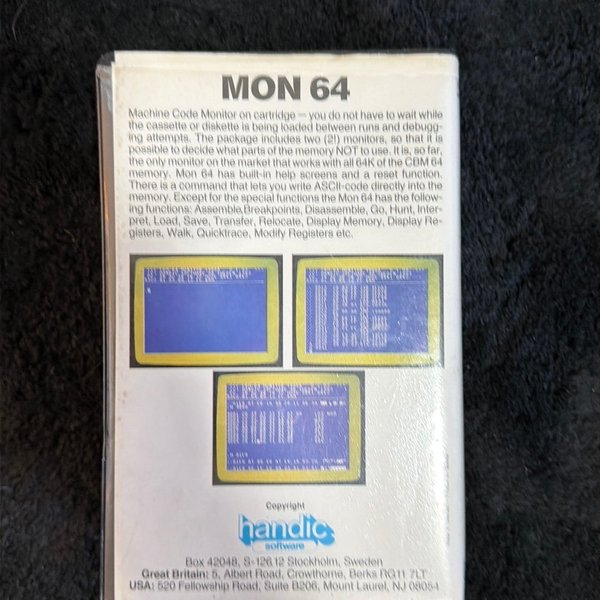 MON 64
Machine Code Monitor on cartridge — you do not have to wait while
the cassette or diskette is being loaded between runs and debugg-
ing attempts. The package includes two (2!) monitors, so that it is
possible to decide what parts of the memory NOT to use. It is, so far,
the only monitor on the market that works with all 64K of the CBM 64
memory. Mon 64 has built-in help screens and a reset function.
There is a command that lets you write ASCII-code directly into the
memory. Except for the special functions the Mon 64 has the follow-
ing functions: Assemble,Breakpoints, Disassemble, Go, Hunt, Inter-
pret, Load, Save, Transfer, Relocate, Display Memory, Display Re-
gisters, Walk, Quicktrace, Modify Registers etc.
Copyright
handic
software
Box 42048, S-126 12 Stockholm, Sweden
Great Britain: 5, Albert Road, Crowthorne, Berks RG11 7LT
USA: 520 Fellowship Road, Suite B206, Mount Laurel, NJ 08054